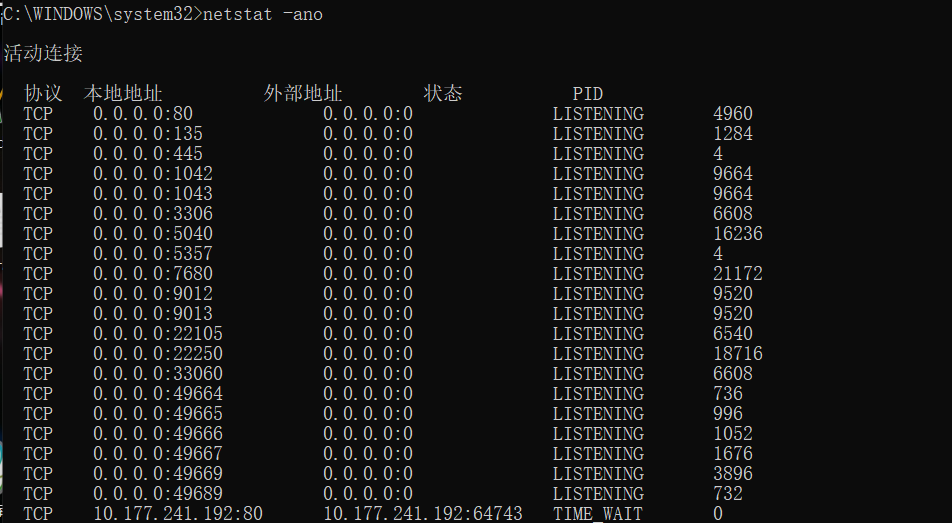 C:\WINDOWS\system32>netstat -ano
活动连接
协议 本地地址 外部地址 状态 PID
TCP 0.0.0.0:80 0.0.0.0:0 LISTENING 4960
TCP 0.0.0.0:135 0.0.0.0:0 LISTENING 1284
TCP 0.0.0.0:445 0.0.0.0:0 LISTENING 4
TCP 0.0.0.0:1042 0.0.0.0:0 LISTENING 9664
TCP 0.0.0.0:1043 0.0.0.0:0 LISTENING 9664
TCP 0.0.0.0:3306 0.0.0.0:0 LISTENING 6608
TCP 0.0.0.0:5040 0.0.0.0:0 LISTENING 16236
TCP 0.0.0.0:5357 0.0.0.0:0 LISTENING 4
TCP 0.0.0.0:7680 0.0.0.0:0 LISTENING 21172
TCP 0.0.0.0:9012 0.0.0.0:0 LISTENING 9520
TCP 0.0.0.0:9013 0.0.0.0:0 LISTENING 9520
TCP 0.0.0.0:22105 0.0.0.0:0 LISTENING 6540
TCP 0.0.0.0:22250 0.0.0.0:0 LISTENING 18716
TCP 0.0.0.0:33060 0.0.0.0:0 LISTENING 6608
TCP 0.0.0.0:49664 0.0.0.0:0 LISTENING 736
TCP 0.0.0.0:49665 0.0.0.0:0 LISTENING 996
TCP 0.0.0.0:49666 0.0.0.0:0 LISTENING 1052
TCP 0.0.0.0:49667 0.0.0.0:0 LISTENING 1676
TCP 0.0.0.0:49669 0.0.0.0:0 LISTENING 3896
TCP 0.0.0.0:49689 0.0.0.0:0 LISTENING 732
TCP 10.177.241.192:80 10.177.241.192:64743 TIME_WAIT 0